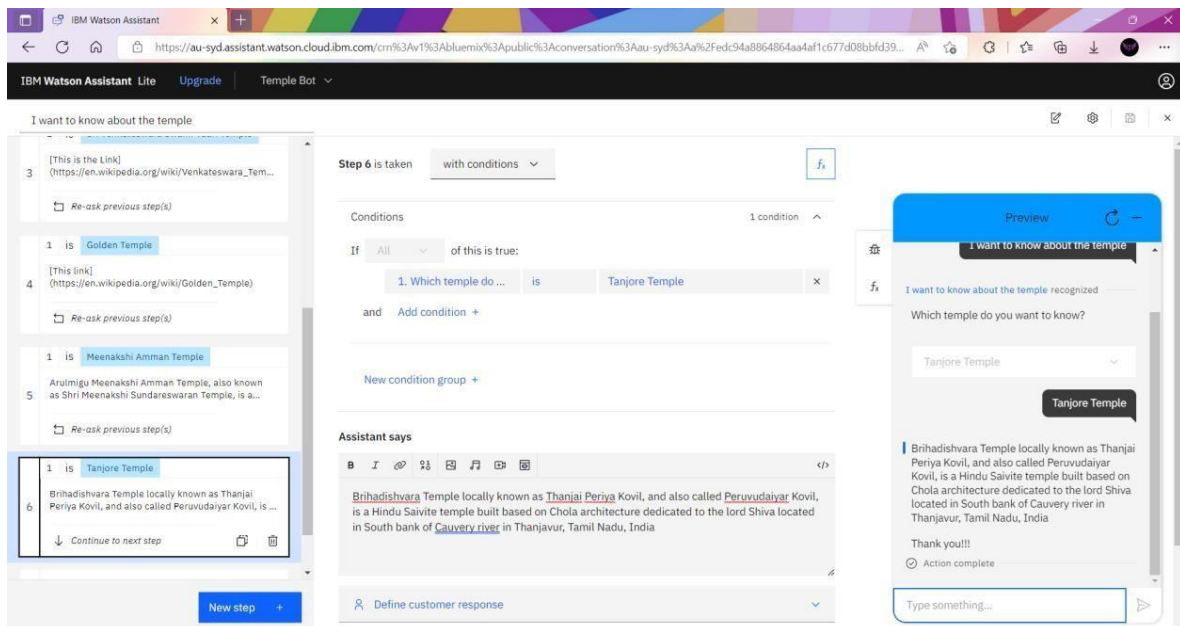 IBM Watson Assistant
https://au-syd.assistant.watson.cloud.ibm.com/crn%3Av1%3Abluemix%3Apublic%3Aconversation%3Aau-syd%3Aa%2Fedc94a8864864aa4af1c677d08bbfd39...
IBM Watson Assistant Lite Upgrade Temple Bot
I want to know about the temple
[This is the Link]
3 (https://en.wikipedia.org/wiki/Venkateswara_Tem...
Re-ask previous step(s)
1 is Golden Temple
[This link]
4 (https://en.wikipedia.org/wiki/Golden_Temple)
Re-ask previous step(s)
1 is Meenakshi Amman Temple
Arulmigu Meenakshi Amman Temple, also known
5 as Shri Meenakshi Sundareswaran Temple, is a...
Re-ask previous step(s)
1 is Tanjore Temple
Brihadishvara Temple locally known as Thanjai
6 Periya Kovil, and also called Peruvudaiyar Kovil, is ...
Continue to next step
New step +
Step 6 is taken with conditions fx
Conditions 1 condition
If All of this is true:
1. Which temple do ... is Tanjore Temple ×
and Add condition +
New condition group +
Assistant says
B I </>
Brihadishvara Temple locally known as Thanjai Periya Kovil, and also called Peruvudaiyar Kovil,
is a Hindu Saivite temple built based on Chola architecture dedicated to the lord Shiva located
in South bank of Cauvery river in Thanjavur, Tamil Nadu, India
Define customer response
fx
Preview
I want to know about the temple
I want to know about the temple recognized
Which temple do you want to know?
Tanjore Temple
Tanjore Temple
Brihadishvara Temple locally known as Thanjai
Periya Kovil, and also called Peruvudaiyar
Kovil, is a Hindu Saivite temple built based on
Chola architecture dedicated to the lord Shiva
located in South bank of Cauvery river in
Thanjavur, Tamil Nadu, India
Thank you!!!
Action complete
Type something...